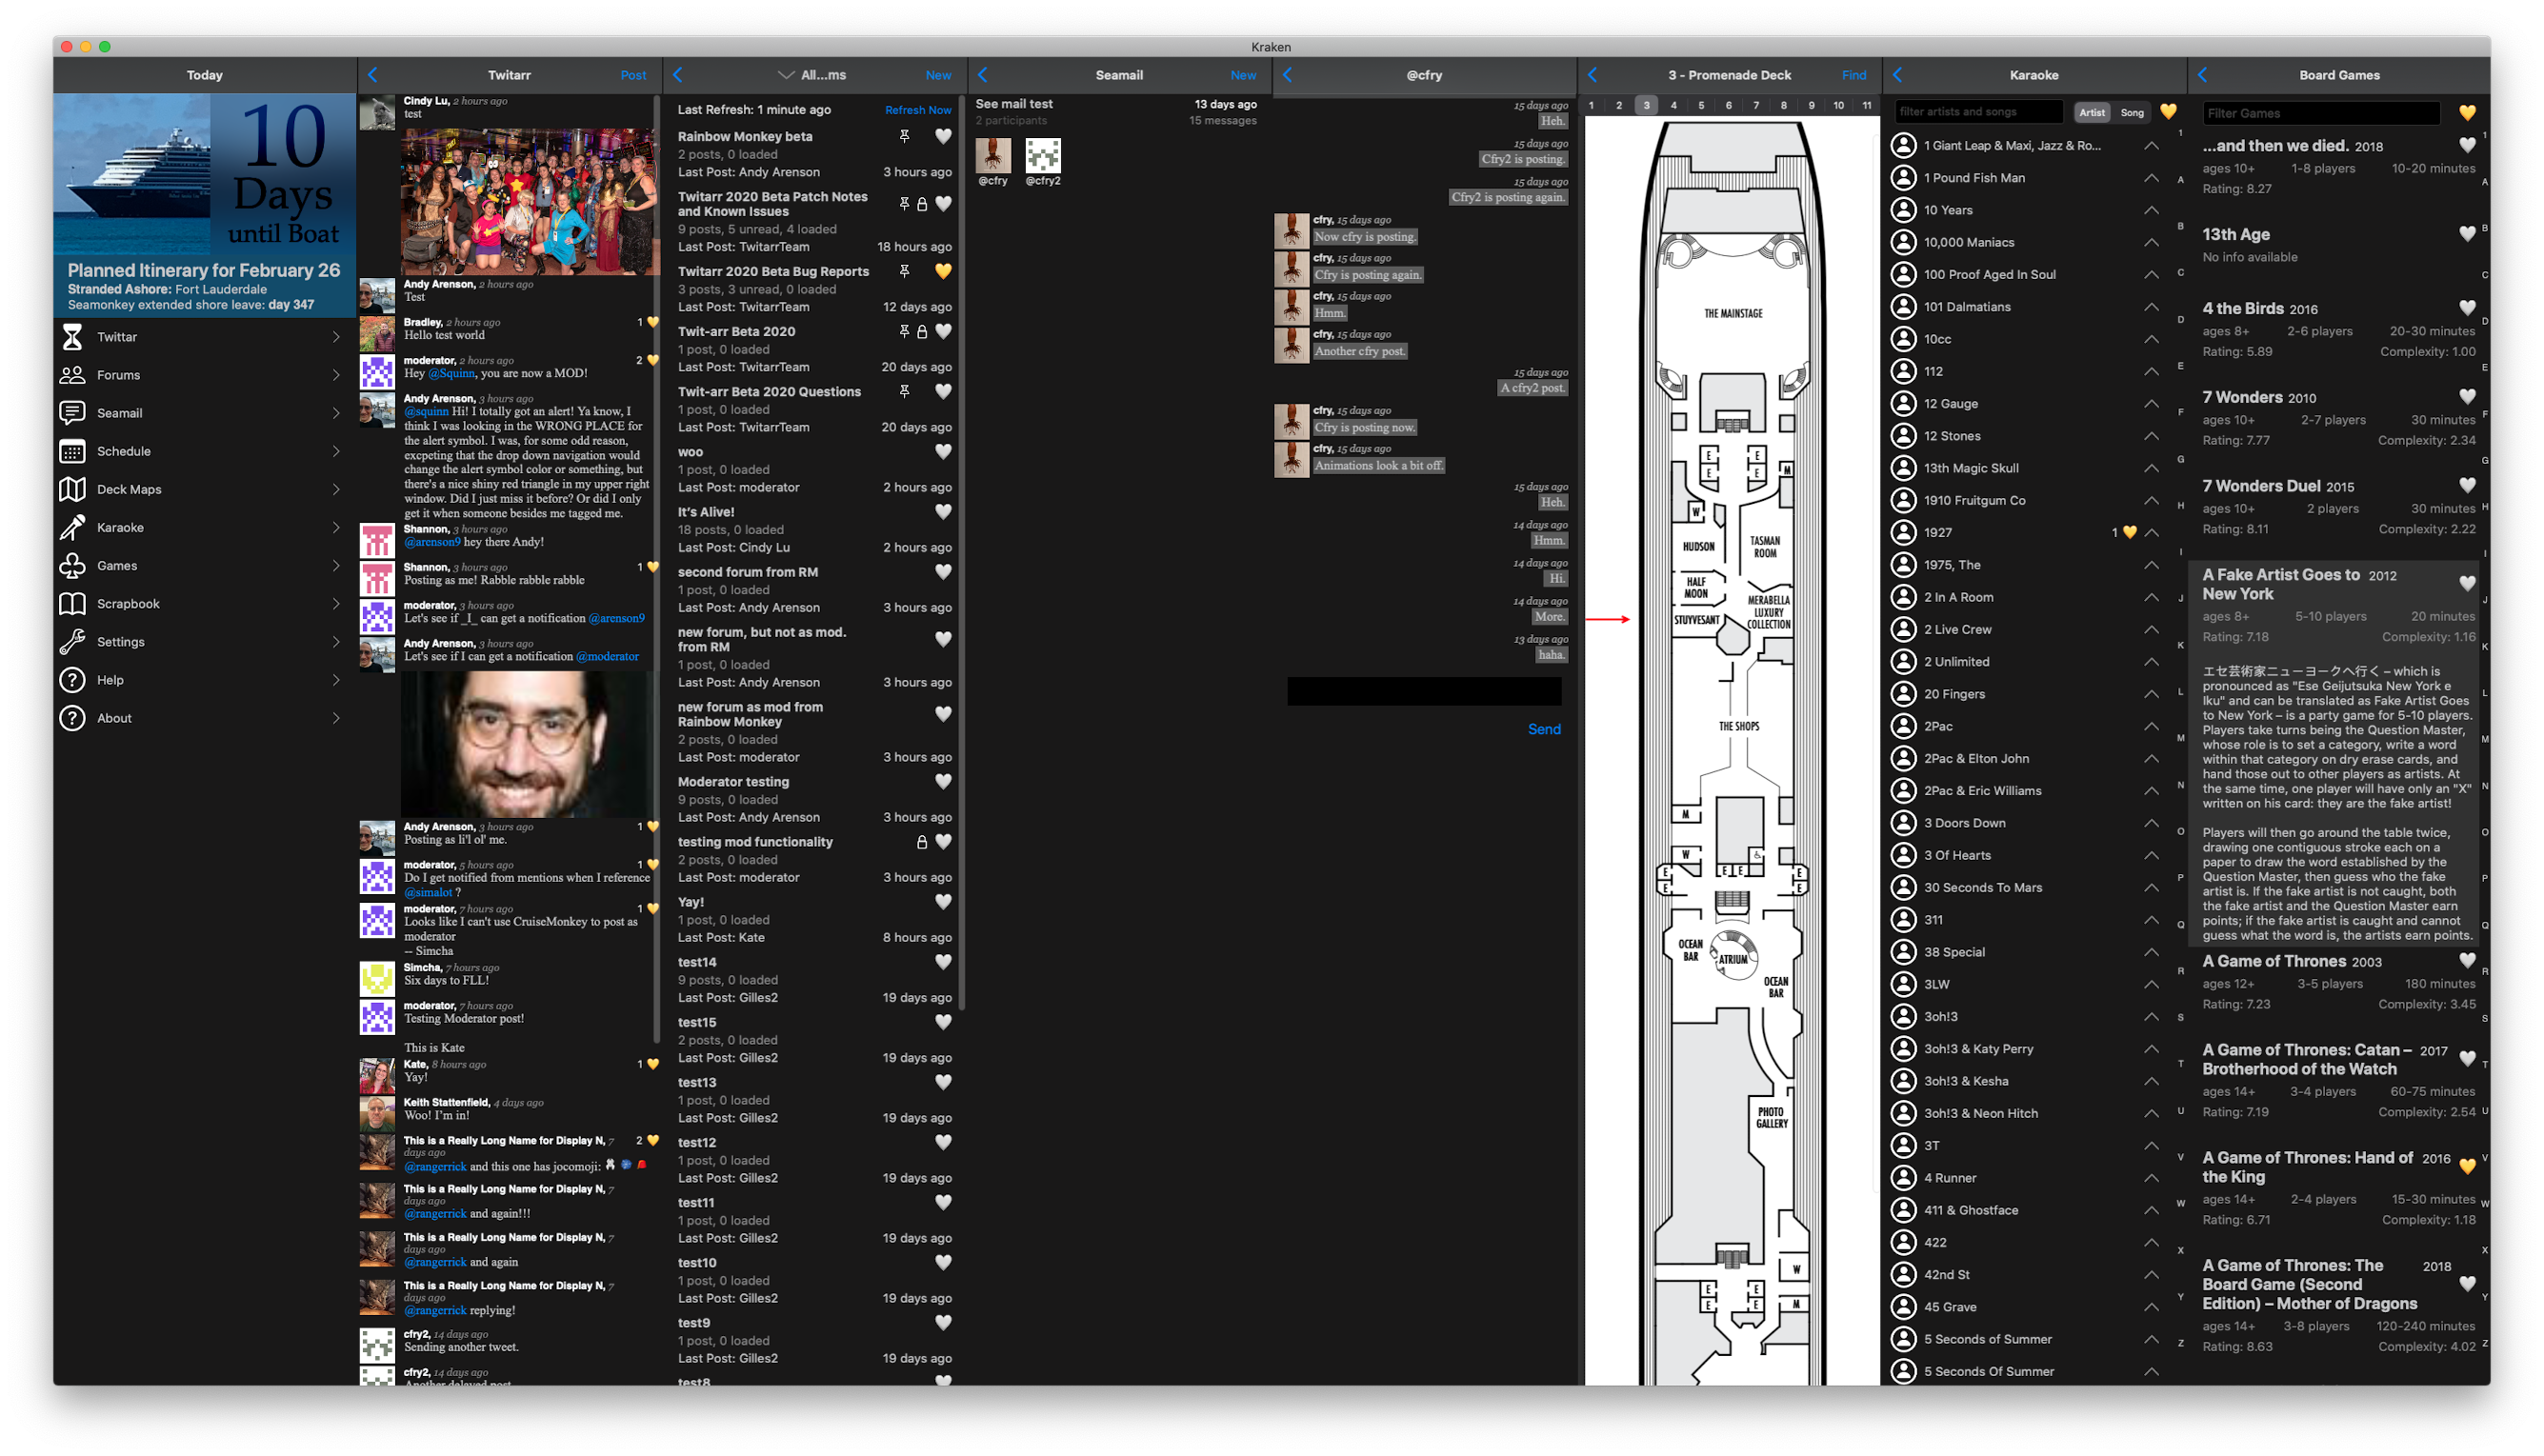 Kraken
Today
10
Days
until Boat
Planned Itinerary for February 26
Stranded Ashore: Fort Lauderdale
Seamonkey extended shore leave: day 347
Twittar
Forums
Seamail
Schedule
Deck Maps
Karaoke
Games
Scrapbook
Settings
Help
About
Twitarr
Post
Cindy Lu, 2 hours ago
test
Andy Arenson, 2 hours ago
Test
Bradley, 2 hours ago
1
Hello test world
moderator, 2 hours ago
2
Hey @Squinn, you are now a MOD!
Andy Arenson, 3 hours ago
@squinn Hi! I totally got an alert! Ya know, I
think I was looking in the WRONG PLACE for
the alert symbol. I was, for some odd reason,
excpeting that the drop down navigation would
change the alert symbol color or something, but
there's a nice shiny red triangle in my upper right
window. Did I just miss it before? Or did I only
get it when someone besides me tagged me.
Shannon, 3 hours ago
@arenson9 hey there Andy!
Shannon, 3 hours ago
1
Posting as me! Rabble rabble rabble
moderator, 3 hours ago
Let's see if _I_ can get a notification @arenson9
Andy Arenson, 3 hours ago
Let's see if I can get a notification @moderator
Andy Arenson, 3 hours ago
1
Posting as li'l ol' me.
moderator, 5 hours ago
1
Do I get notified from mentions when I reference
@simalot ?
moderator, 7 hours ago
1
Looks like I can't use CruiseMonkey to post as
moderator
-- Simcha
Simcha, 7 hours ago
Six days to FLL!
moderator, 7 hours ago
Testing Moderator post!
This is Kate
Kate, 8 hours ago
1
Yay!
Keith Stattenfield, 4 days ago
Woo! I'm in!
This is a Really Long Name for Display N, 7
2
days ago
@rangerrick and this one has jocomoji:
This is a Really Long Name for Display N, 7
days ago
@rangerrick and again!!!
This is a Really Long Name for Display N, 7
days ago
@rangerrick and again
This is a Really Long Name for Display N, 7
days ago
@rangerrick replying!
cfry2, 14 days ago
Sending another tweet.
cfry2, 14 days ago
Another delayed post
All...ms
New
Last Refresh: 1 minute ago
Refresh Now
Rainbow Monkey beta
2 posts, 0 loaded
Last Post: Andy Arenson
3 hours ago
Twitarr 2020 Beta Patch Notes
and Known Issues
9 posts, 5 unread, 4 loaded
Last Post: TwitarrTeam
18 hours ago
Twitarr 2020 Beta Bug Reports
3 posts, 3 unread, 0 loaded
Last Post: TwitarrTeam
12 days ago
Twit-arr Beta 2020
1 post, 0 loaded
Last Post: TwitarrTeam
20 days ago
Twit-arr Beta 2020 Questions
1 post, 0 loaded
Last Post: TwitarrTeam
20 days ago
woo
1 post, 0 loaded
Last Post: moderator
2 hours ago
It's Alive!
18 posts, 0 loaded
Last Post: Cindy Lu
2 hours ago
second forum from RM
1 post, 0 loaded
Last Post: Andy Arenson
3 hours ago
new forum, but not as mod.
from RM
1 post, 0 loaded
Last Post: Andy Arenson
3 hours ago
new forum as mod from
Rainbow Monkey
2 posts, 0 loaded
Last Post: moderator
3 hours ago
Moderator testing
9 posts, 0 loaded
Last Post: Andy Arenson
3 hours ago
testing mod functionality
2 posts, 0 loaded
Last Post: moderator
3 hours ago
Yay!
1 post, 0 loaded
Last Post: Kate
8 hours ago
test14
9 posts, 0 loaded
Last Post: Gilles2
19 days ago
test15
2 posts, 0 loaded
Last Post: Gilles2
19 days ago
test13
1 post, 0 loaded
Last Post: Gilles2
19 days ago
test12
1 post, 0 loaded
Last Post: Gilles2
19 days ago
test11
1 post, 0 loaded
Last Post: Gilles2
19 days ago
test10
1 post, 0 loaded
Last Post: Gilles2
19 days ago
test9
1 post, 0 loaded
Last Post: Gilles2
19 days ago
test8
Seamail
New
See mail test
13 days ago
2 participants
15 messages
@cfry
@cfry2
@cfry
15 days ago
Heh.
15 days ago
Cfry2 is posting.
15 days ago
Cfry2 is posting again.
cfry, 15 days ago
Now cfry is posting.
cfry, 15 days ago
Cfry is posting again.
cfry, 15 days ago
Hmm.
cfry, 15 days ago
Another cfry post.
15 days ago
A cfry2 post.
cfry, 15 days ago
Cfry is posting now.
cfry, 15 days ago
Animations look a bit off.
15 days ago
Heh.
14 days ago
Hmm.
14 days ago
Hi.
14 days ago
More.
13 days ago
haha.
Send
3 - Promenade Deck
Find
1 2 3 4 5 6 7 8 9 10 11
THE MAINSTAGE
E E
E E M
W
HUDSON
TASMAN
ROOM
HALF
MOON
MERABELLA
LUXURY
COLLECTION
STUYVESANT
THE SHOPS
M
W
E E E E
E E
OCEAN
BAR
ATRIUM
OCEAN
BAR
PHOTO
GALLERY
W
E E
E E M
Karaoke
filter artists and songs
Artist
Song
1 Giant Leap & Maxi, Jazz & Ro...
1 Pound Fish Man
10 Years
10,000 Maniacs
100 Proof Aged In Soul
101 Dalmatians
10cc
112
12 Gauge
12 Stones
13th Magic Skull
1910 Fruitgum Co
1927
1
1975, The
2 In A Room
2 Live Crew
2 Unlimited
20 Fingers
2Pac
2Pac & Elton John
2Pac & Eric Williams
3 Doors Down
3 Of Hearts
30 Seconds To Mars
311
38 Special
3LW
3oh!3
3oh!3 & Katy Perry
3oh!3 & Kesha
3oh!3 & Neon Hitch
3T
4 Runner
411 & Ghostface
422
42nd St
45 Grave
5 Seconds of Summer
5 Seconds Of Summer
1
A
B
C
D
E
F
G
H
I
J
K
L
M
N
O
P
Q
R
S
T
U
V
W
X
Y
Z
Board Games
Filter Games
...and then we died. 2018
ages 10+ 1-8 players 10-20 minutes
Rating: 8.27
13th Age
No info available
4 the Birds 2016
ages 8+ 2-6 players 20-30 minutes
Rating: 5.89 Complexity: 1.00
7 Wonders 2010
ages 10+ 2-7 players 30 minutes
Rating: 7.77 Complexity: 2.34
7 Wonders Duel 2015
ages 10+ 2 players 30 minutes
Rating: 8.11 Complexity: 2.22
A Fake Artist Goes to 2012
New York
ages 8+ 5-10 players 20 minutes
Rating: 7.18 Complexity: 1.16
エセ芸術家ニューヨークへ行く – which is
pronounced as "Ese Geijutsuka New York e
Iku" and can be translated as Fake Artist Goes
to New York – is a party game for 5-10 players.
Players take turns being the Question Master,
whose role is to set a category, write a word
within that category on dry erase cards, and
hand those out to other players as artists. At
the same time, one player will have only an "X"
written on his card: they are the fake artist!
Players will then go around the table twice,
drawing one contiguous stroke each on a
paper to draw the word established by the
Question Master, then guess who the fake
artist is. If the fake artist is not caught, both
the fake artist and the Question Master earn
points; if the fake artist is caught and cannot
guess what the word is, the artists earn points.
A Game of Thrones 2003
ages 12+ 3-5 players 180 minutes
Rating: 7.23 Complexity: 3.45
A Game of Thrones: Catan – 2017
Brotherhood of the Watch
ages 14+ 3-4 players 60-75 minutes
Rating: 7.19 Complexity: 2.54
A Game of Thrones: Hand of 2016
the King
ages 14+ 2-4 players 15-30 minutes
Rating: 6.71 Complexity: 1.18
A Game of Thrones: The 2018
Board Game (Second
Edition) – Mother of Dragons
ages 14+ 3-8 players 120-240 minutes
Rating: 8.63 Complexity: 4.02
1
A
B
C
D
E
F
G
H
I
J
K
L
M
N
O
P
Q
R
S
T
U
V
W
X
Y
Z